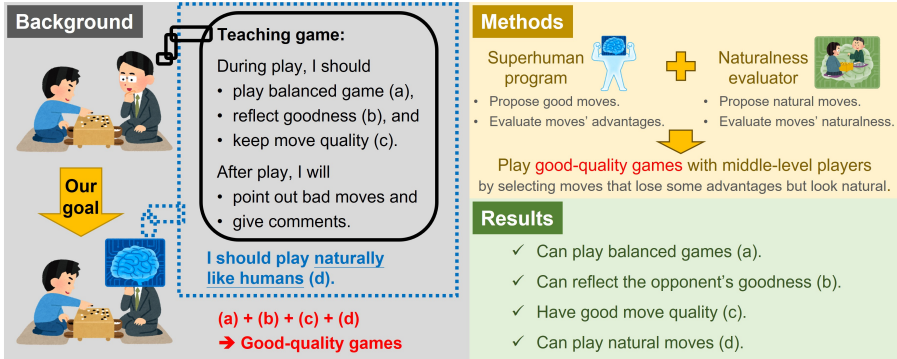 Background
Teaching game:
During play, I should
• play balanced game (a),
• reflect goodness (b), and
• keep move quality (c).
After play, I will
• point out bad moves and
• give comments.
Our
goal
I should play naturally
like humans (d).
(a) + (b) + (c) + (d)
➔ Good-quality games
Methods
Superhuman
program
• Propose good moves.
• Evaluate moves' advantages.
Naturalness
evaluator
• Propose natural moves.
• Evaluate moves' naturalness.
Play good-quality games with middle-level players
by selecting moves that lose some advantages but look natural.
Results
✓ Can play balanced games (a).
✓ Can reflect the opponent's goodness (b).
✓ Have good move quality (c).
✓ Can play natural moves (d).